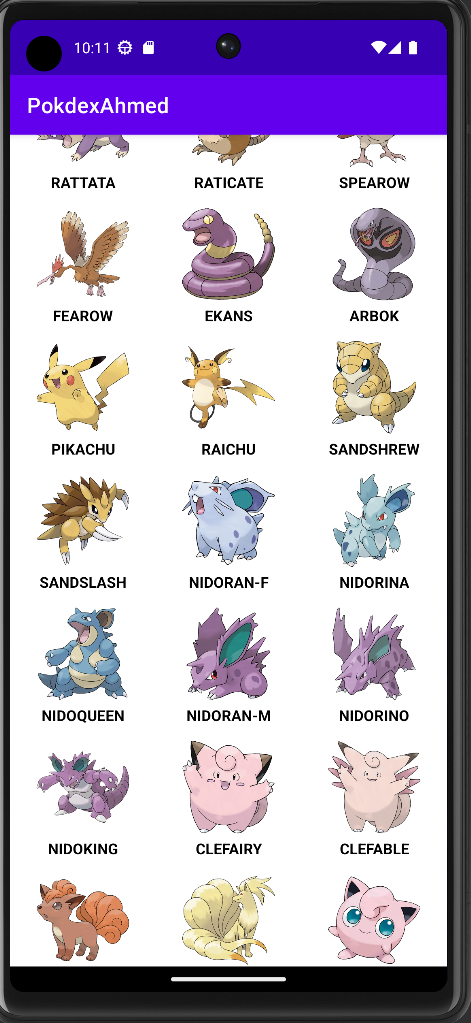 10:11
PokdexAhmed
RATTATA RATICATE SPEAROW
FEAROW EKANS ARBOK
PIKACHU RAICHU SANDSHREW
SANDSLASH NIDORAN-F NIDORINA
NIDOQUEEN NIDORAN-M NIDORINO
NIDOKING CLEFAIRY CLEFABLE